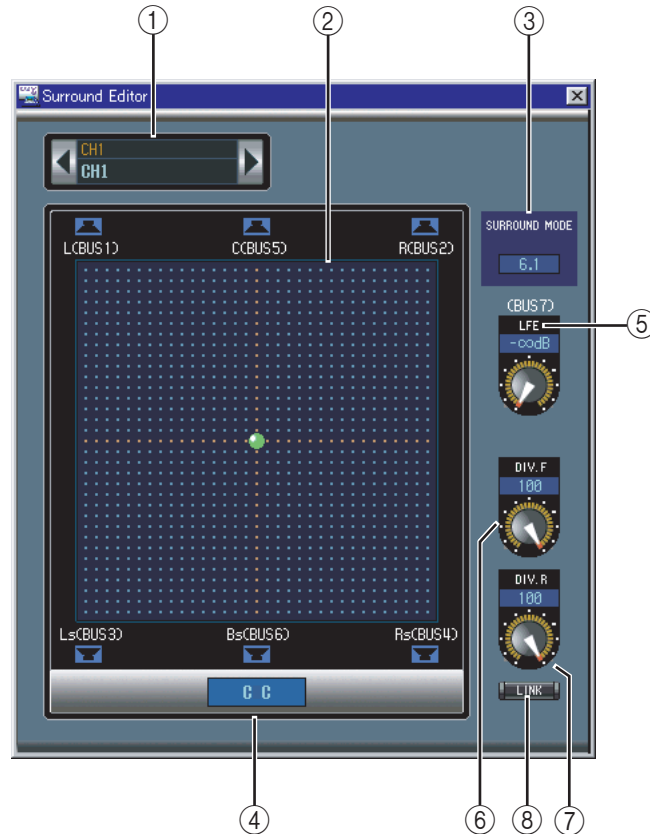 ① ② ③
Surround Editor
CH1
CH1
SURROUND MODE
6.1
L(BUS1) C(BUS5) R(BUS2)
(BUS7)
LFE
⑤
-∞dB
DIV.F
100
⑥
DIV.R
100
Ls(BUS3) Bs(BUS6) Rs(BUS4)
C C
LINK
④ ⑥ ⑧ ⑦